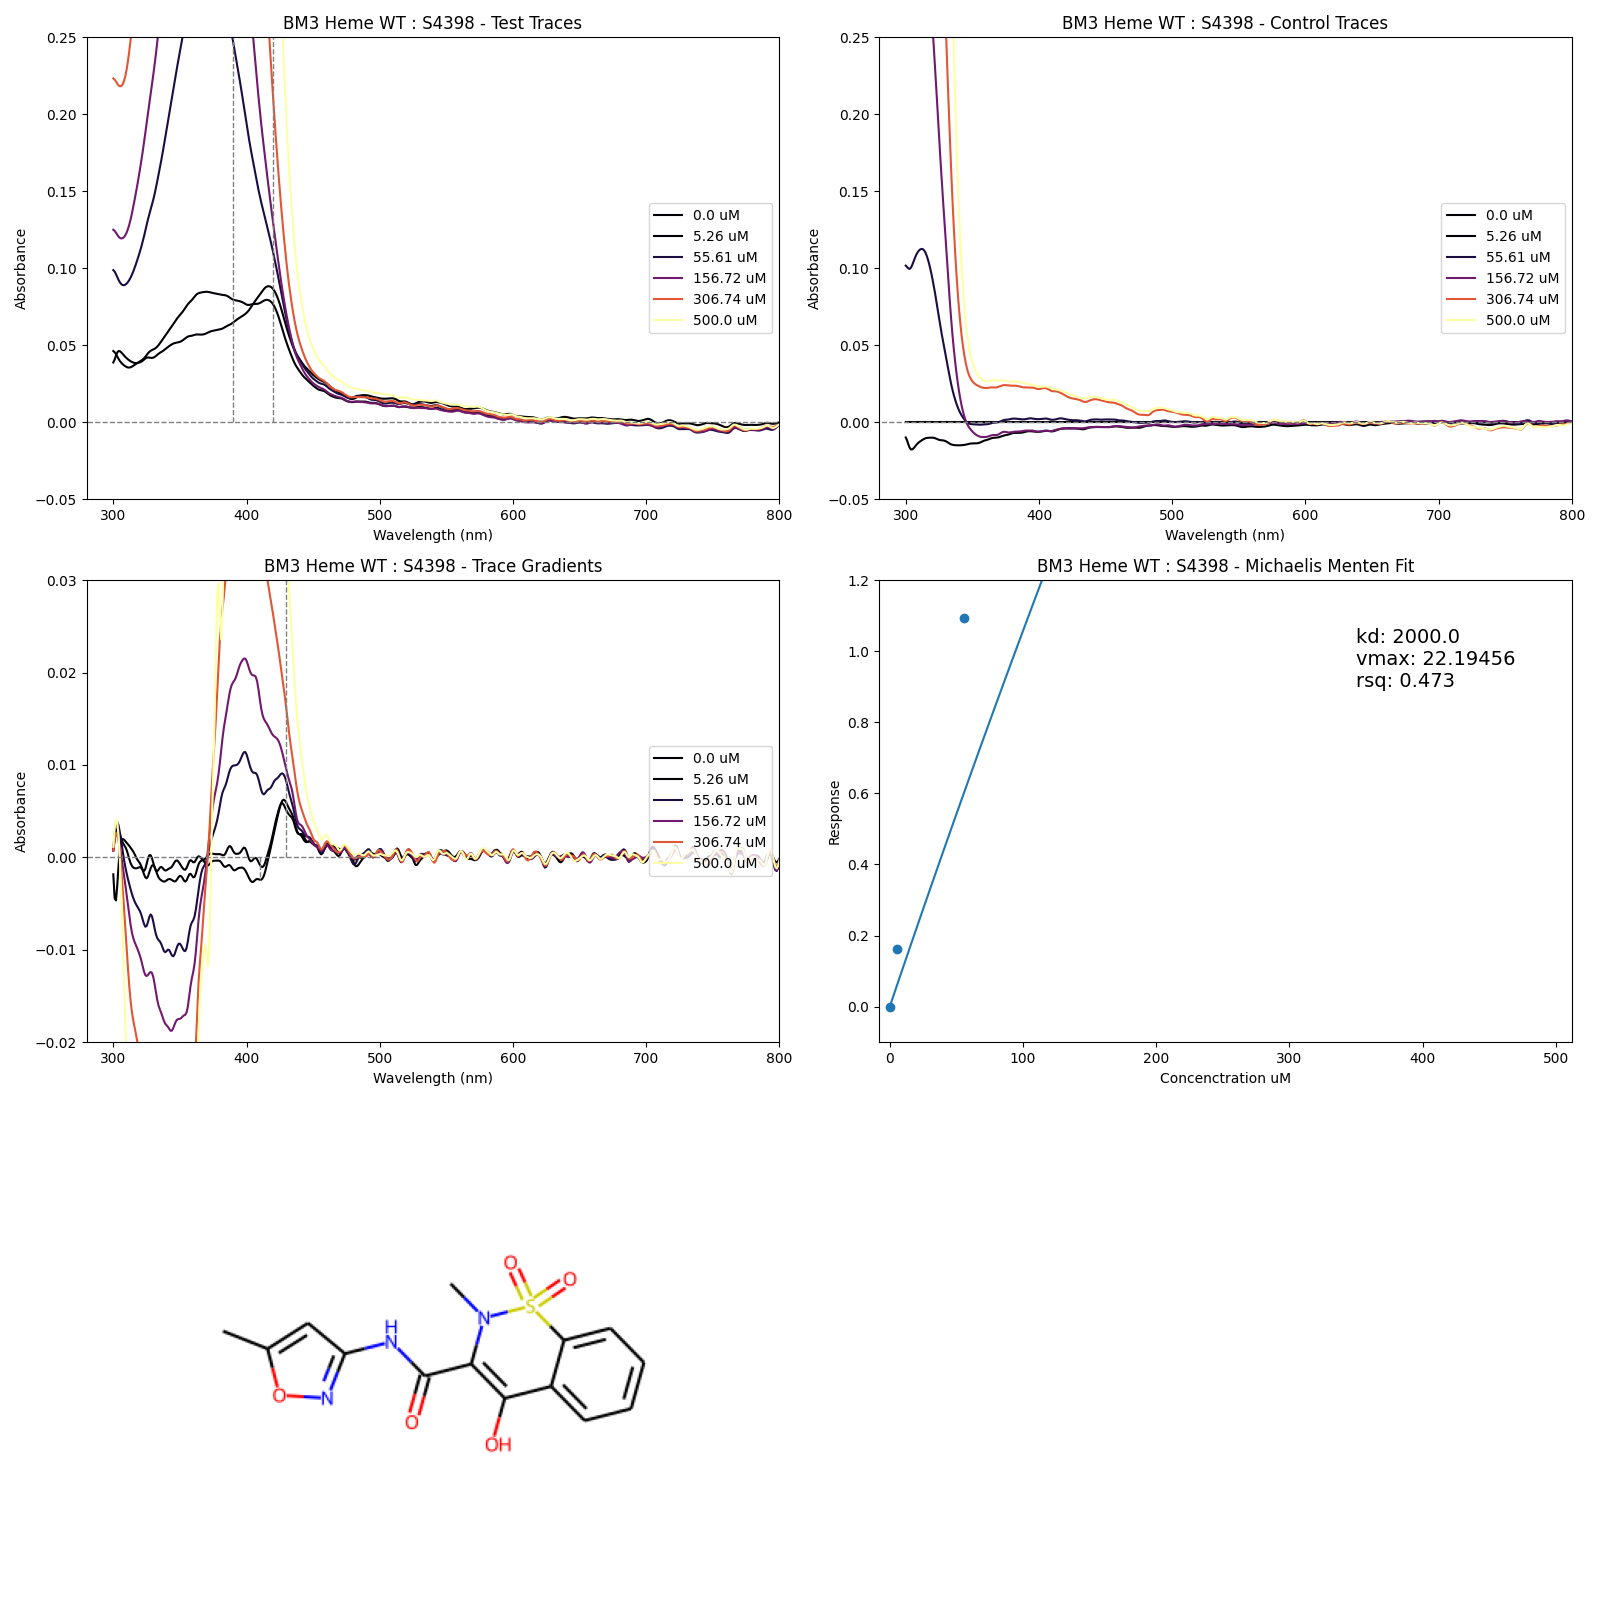 BM3 Heme WT : S4398 - Test Traces
Absorbance
0.25
0.20
0.15
0.10
0.05
0.00
−0.05
300 400 500 600 700 800
Wavelength (nm)
0.0 uM
5.26 uM
55.61 uM
156.72 uM
306.74 uM
500.0 uM
BM3 Heme WT : S4398 - Control Traces
Absorbance
0.25
0.20
0.15
0.10
0.05
0.00
−0.05
300 400 500 600 700 800
Wavelength (nm)
0.0 uM
5.26 uM
55.61 uM
156.72 uM
306.74 uM
500.0 uM
BM3 Heme WT : S4398 - Trace Gradients
Absorbance
0.03
0.02
0.01
0.00
−0.01
−0.02
300 400 500 600 700 800
Wavelength (nm)
0.0 uM
5.26 uM
55.61 uM
156.72 uM
306.74 uM
500.0 uM
BM3 Heme WT : S4398 - Michaelis Menten Fit
Response
1.2
1.0
0.8
0.6
0.4
0.2
0.0
0 100 200 300 400 500
Concenctration uM
kd: 2000.0
vmax: 22.19456
rsq: 0.473
O
O
S
N
H
N
O
N
O
OH